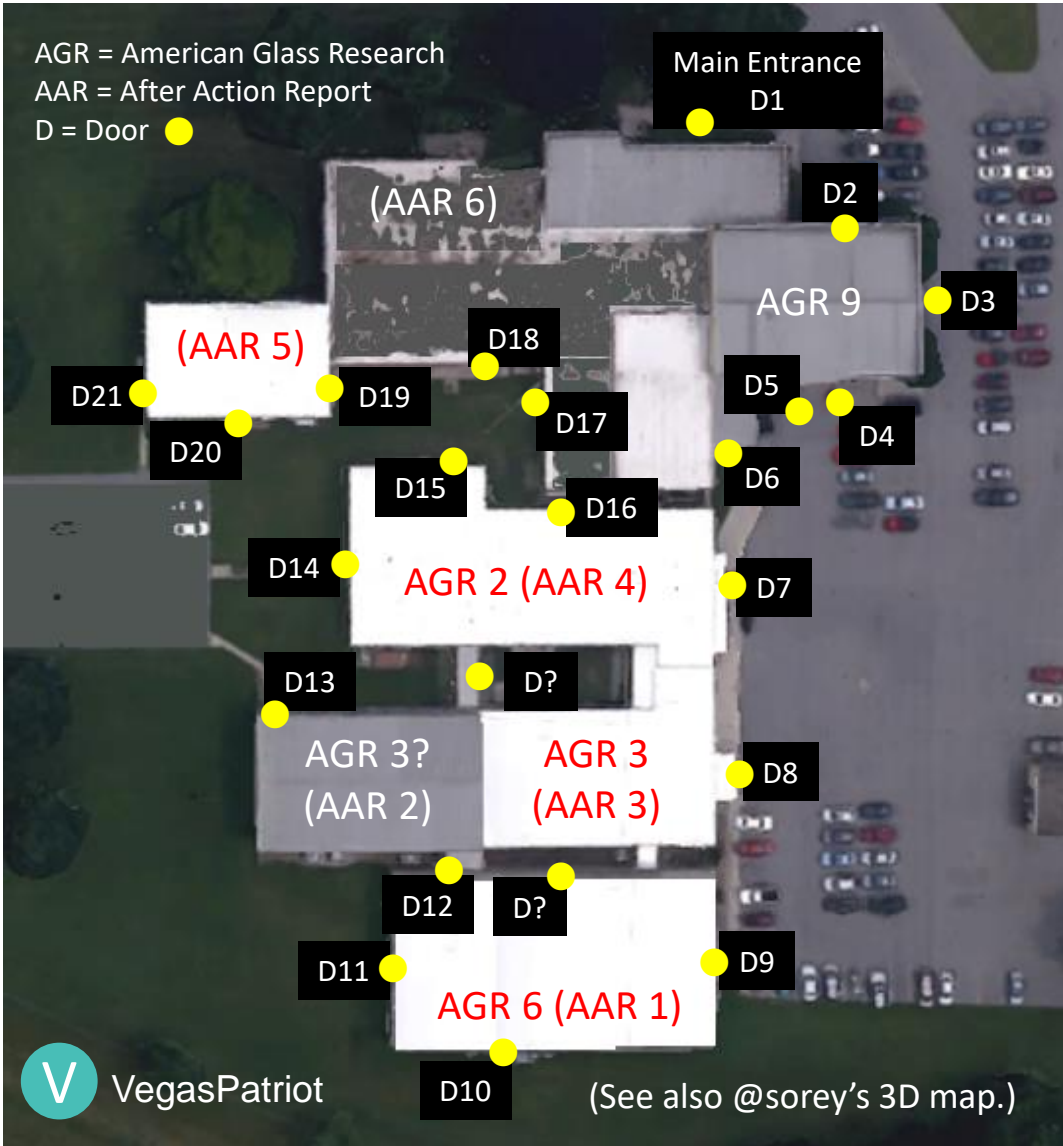 AGR = American Glass Research
AAR = After Action Report
D = Door
Main Entrance
D1
(AAR 6)
D2
AGR 9
D3
(AAR 5)
D18
D5
D4
D21
D19
D17
D20
D6
D15
D16
D14
AGR 2 (AAR 4)
D7
D13
D?
AGR 3?
(AAR 2)
AGR 3
(AAR 3)
D8
D12
D?
D11
D9
AGR 6 (AAR 1)
D10
V VegasPatriot
(See also @sorey’s 3D map.)